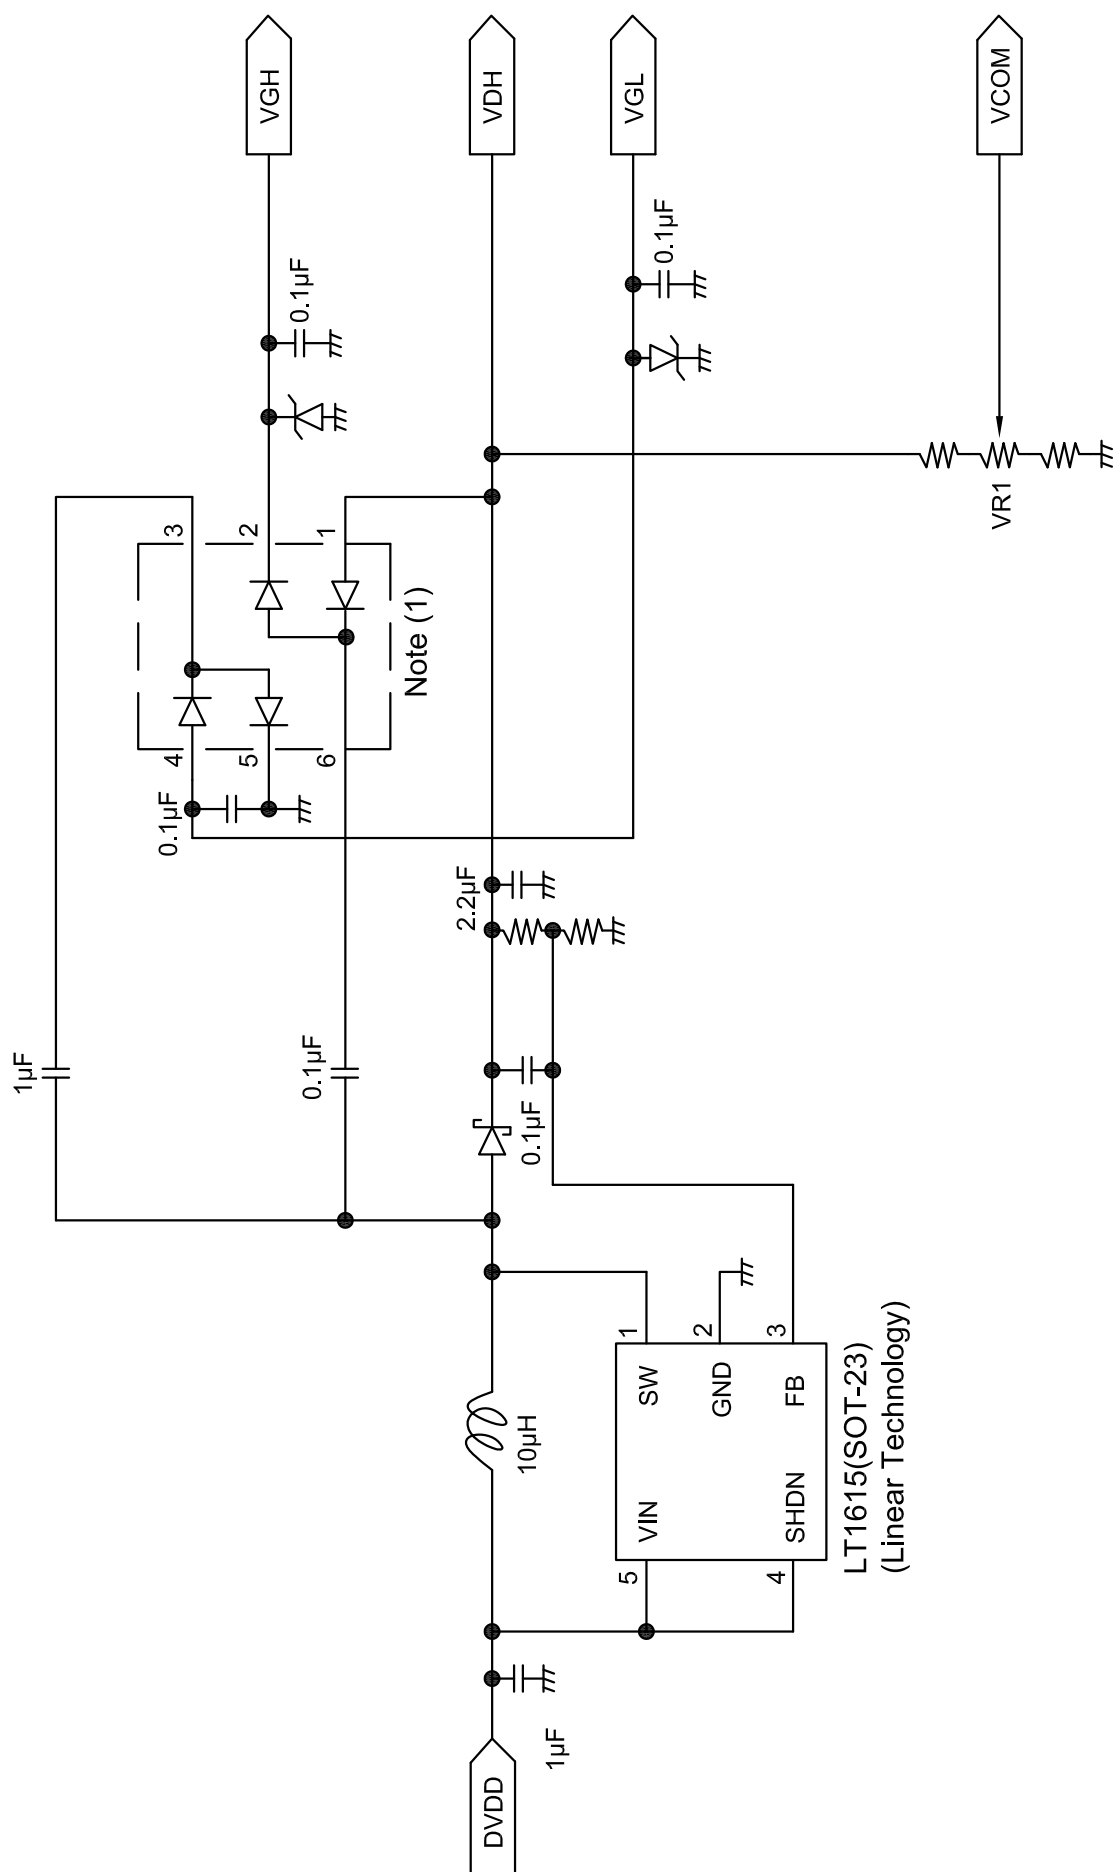 VGH
VDH
VGL
VCOM
0.1µF
0.1µF
3
2
1
VR1
Note (1)
4
5
6
0.1µF
2.2µF
1µF
0.1µF
0.1µF
10µH
1
2
3
SW
GND
FB
VIN
SHDN
5
4
LT1615(SOT-23)
(Linear Technology)
1µF
DVDD